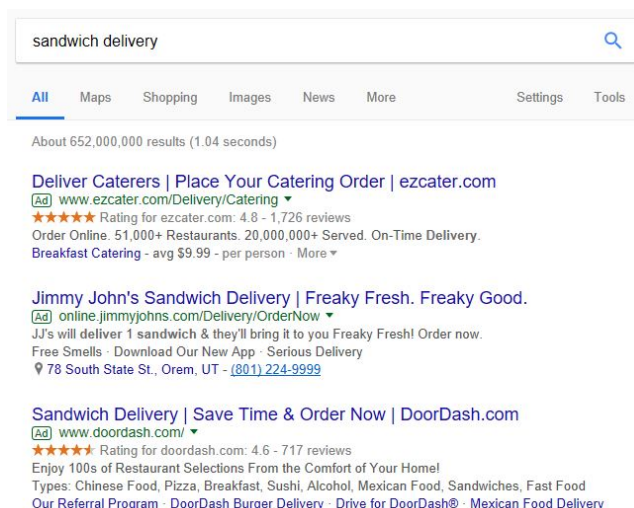 sandwich delivery
All Maps Shopping Images News More Settings Tools
About 652,000,000 results (1.04 seconds)
Deliver Caterers | Place Your Catering Order | ezcater.com
Ad www.ezcater.com/Delivery/Catering
Rating for ezcater.com: 4.8 - 1,726 reviews
Order Online. 51,000+ Restaurants. 20,000,000+ Served. On-Time Delivery.
Breakfast Catering - avg $9.99 - per person · More
Jimmy John's Sandwich Delivery | Freaky Fresh. Freaky Good.
Ad online.jimmyjohns.com/Delivery/OrderNow
JJ's will deliver 1 sandwich & they'll bring it to you Freaky Fresh! Order now.
Free Smells · Download Our New App · Serious Delivery
78 South State St., Orem, UT - (801) 224-9999
Sandwich Delivery | Save Time & Order Now | DoorDash.com
Ad www.doordash.com/
Rating for doordash.com: 4.6 - 717 reviews
Enjoy 100s of Restaurant Selections From the Comfort of Your Home!
Types: Chinese Food, Pizza, Breakfast, Sushi, Alcohol, Mexican Food, Sandwiches, Fast Food
Our Referral Program · DoorDash Burger Delivery · Drive for DoorDash® · Mexican Food Delivery